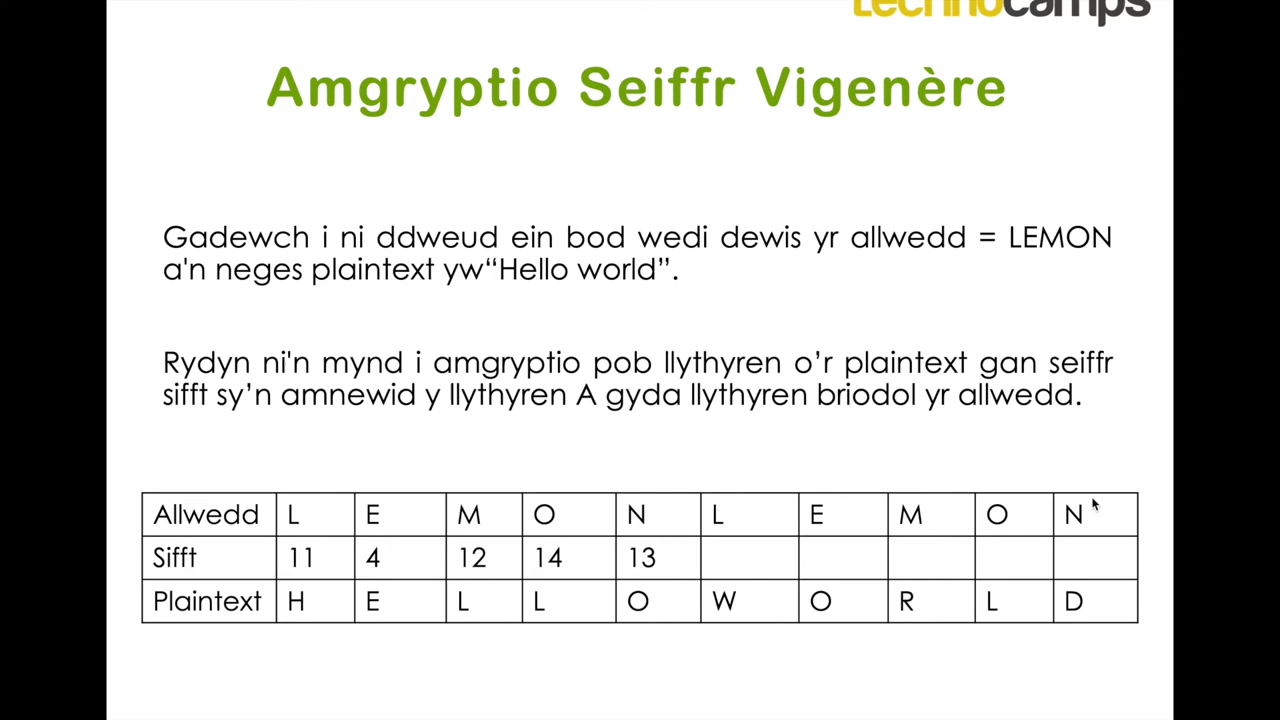 technocamps
Amgryptio Seiffr Vigenère
Gadewch i ni ddweud ein bod wedi dewis yr allwedd = LEMON
a'n neges plaintext yw“Hello world”.
Rydyn ni'n mynd i amgryptio pob llythyren o’r plaintext gan seiffr
sifft sy’n amnewid y llythyren A gyda llythyren briodol yr allwedd.
Allwedd L E M O N L E M O N
Sifft 11 4 12 14 13
Plaintext H E L L O W O R L D